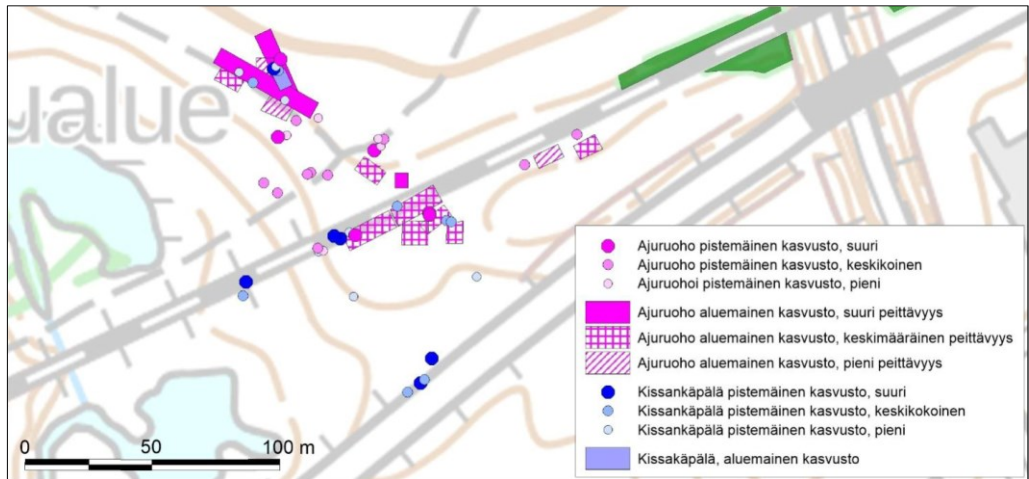 ualue
Ajuruoho pistemäinen kasvusto, suuri
Ajuruoho pistemäinen kasvusto, keskikoinen
Ajuruohoi pistemäinen kasvusto, pieni
Ajuruoho aluemainen kasvusto, suuri peittävyys
Ajuruoho aluemainen kasvusto, keskimääräinen peittävyys
Ajuruoho aluemainen kasvusto, pieni peittävyys
Kissankäpälä pistemäinen kasvusto, suuri
Kissankäpälä pistemäinen kasvusto, keskikokoinen
Kissankäpälä pistemäinen kasvusto, pieni
Kissakäpälä, aluemainen kasvusto
0 50 100 m